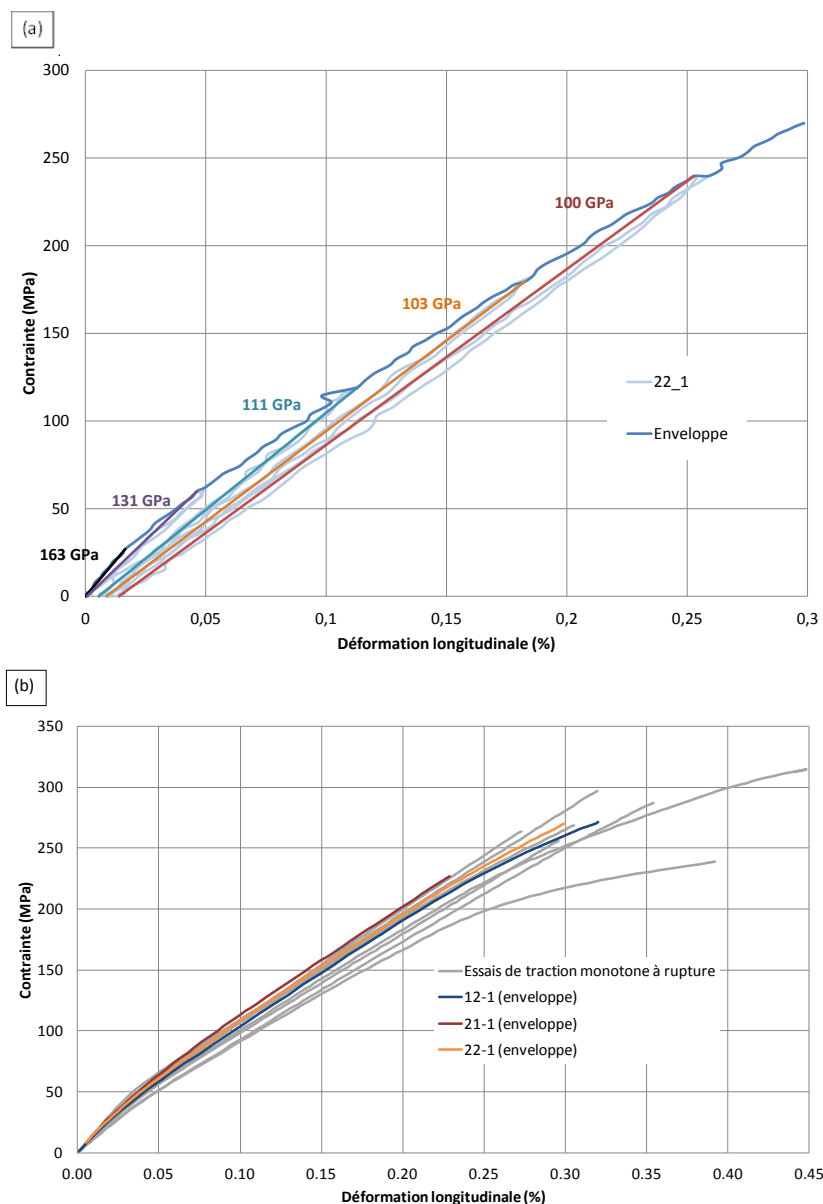 (a)
300
250
200
150
100
50
0
Contrainte (MPa)
100 GPa
103 GPa
111 GPa
131 GPa
163 GPa
22_1
Enveloppe
0
0,05
0,1
0,15
0,2
0,25
0,3
Déformation longitudinale (%)
(b)
350
300
250
200
150
100
50
0
Contrainte (MPa)
Essais de traction monotone à rupture
12-1 (enveloppe)
21-1 (enveloppe)
22-1 (enveloppe)
0.00
0.05
0.10
0.15
0.20
0.25
0.30
0.35
0.40
0.45
Déformation longitudinale (%)